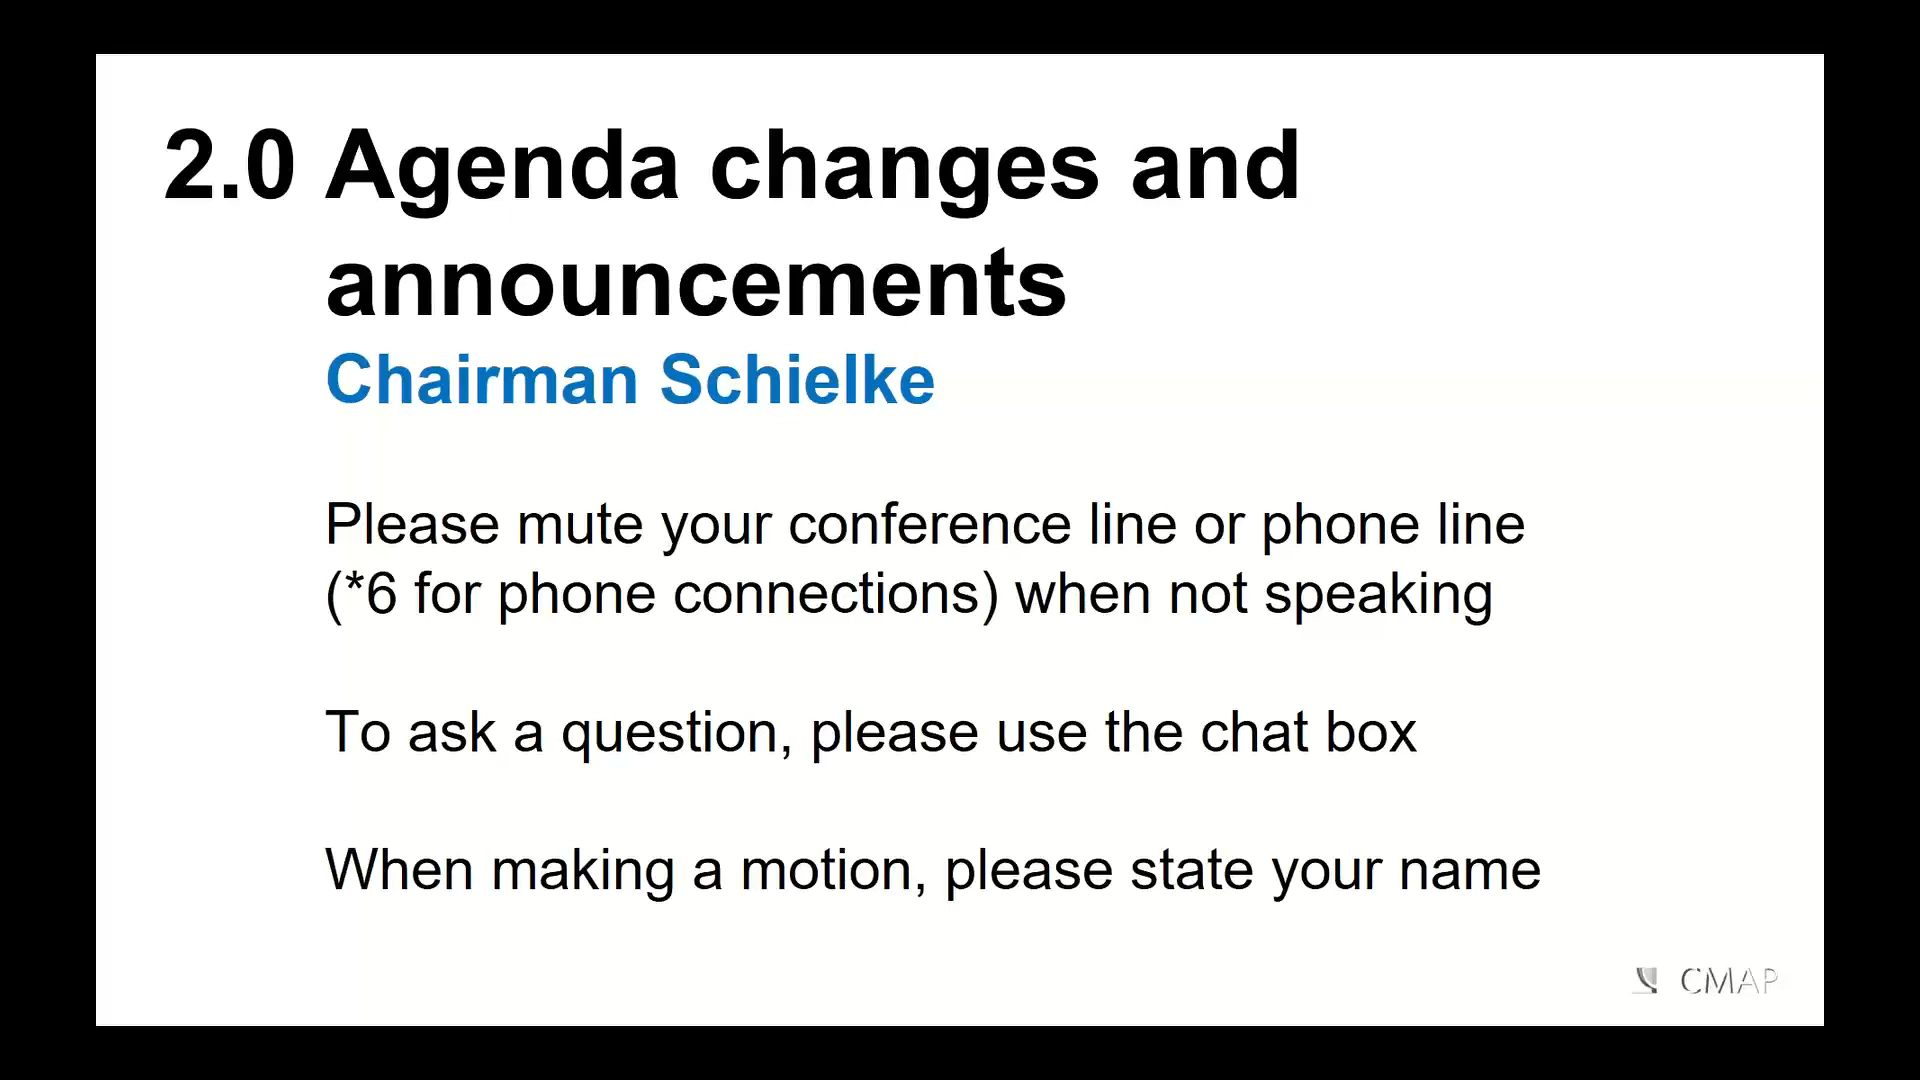 2.0 Agenda changes and
announcements
Chairman Schielke
Please mute your conference line or phone line
(*6 for phone connections) when not speaking
To ask a question, please use the chat box
When making a motion, please state your name
CMAP